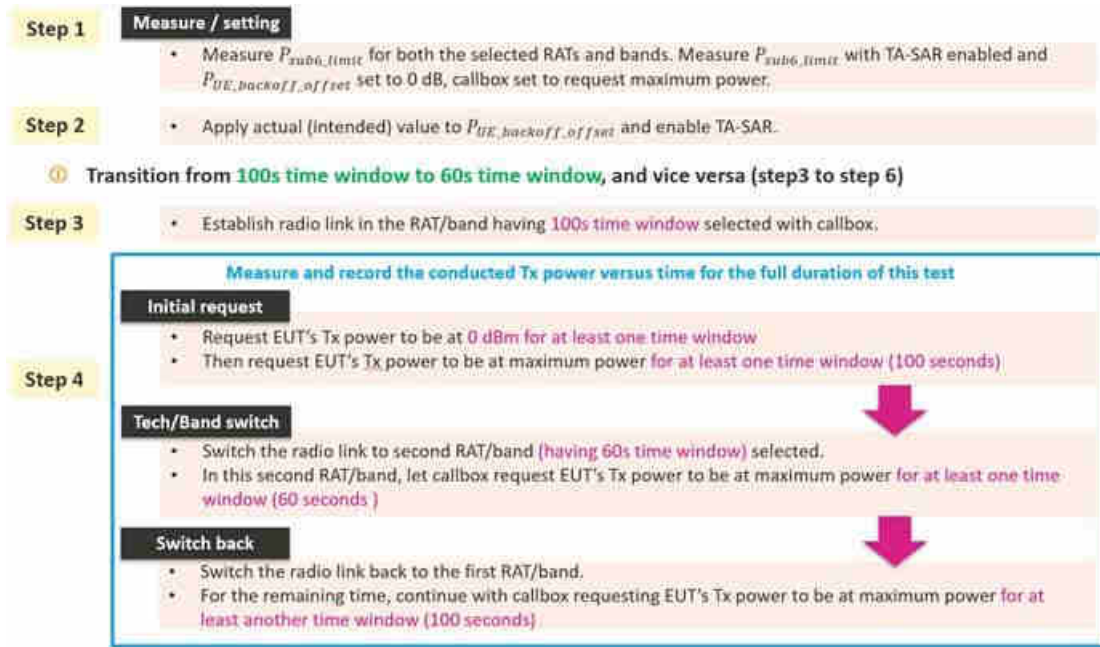 Step 1
Measure / setting
• Measure P_sub6_limit for both the selected RATs and bands. Measure P_sub6_limit with TA-SAR enabled and
P_UE_backoff_offset set to 0 dB, callbox set to request maximum power.
Step 2
• Apply actual (intended) value to P_UE_backoff_offset and enable TA-SAR.
① Transition from 100s time window to 60s time window, and vice versa (step3 to step 6)
Step 3
• Establish radio link in the RAT/band having 100s time window selected with callbox.
Step 4
Measure and record the conducted Tx power versus time for the full duration of this test
Initial request
• Request EUT's Tx power to be at 0 dBm for at least one time window
• Then request EUT's Tx power to be at maximum power for at least one time window (100 seconds)
Tech/Band switch
• Switch the radio link to second RAT/band (having 60s time window) selected.
• In this second RAT/band, let callbox request EUT's Tx power to be at maximum power for at least one time
window (60 seconds )
Switch back
• Switch the radio link back to the first RAT/band.
• For the remaining time, continue with callbox requesting EUT's Tx power to be at maximum power for at
least another time window (100 seconds)